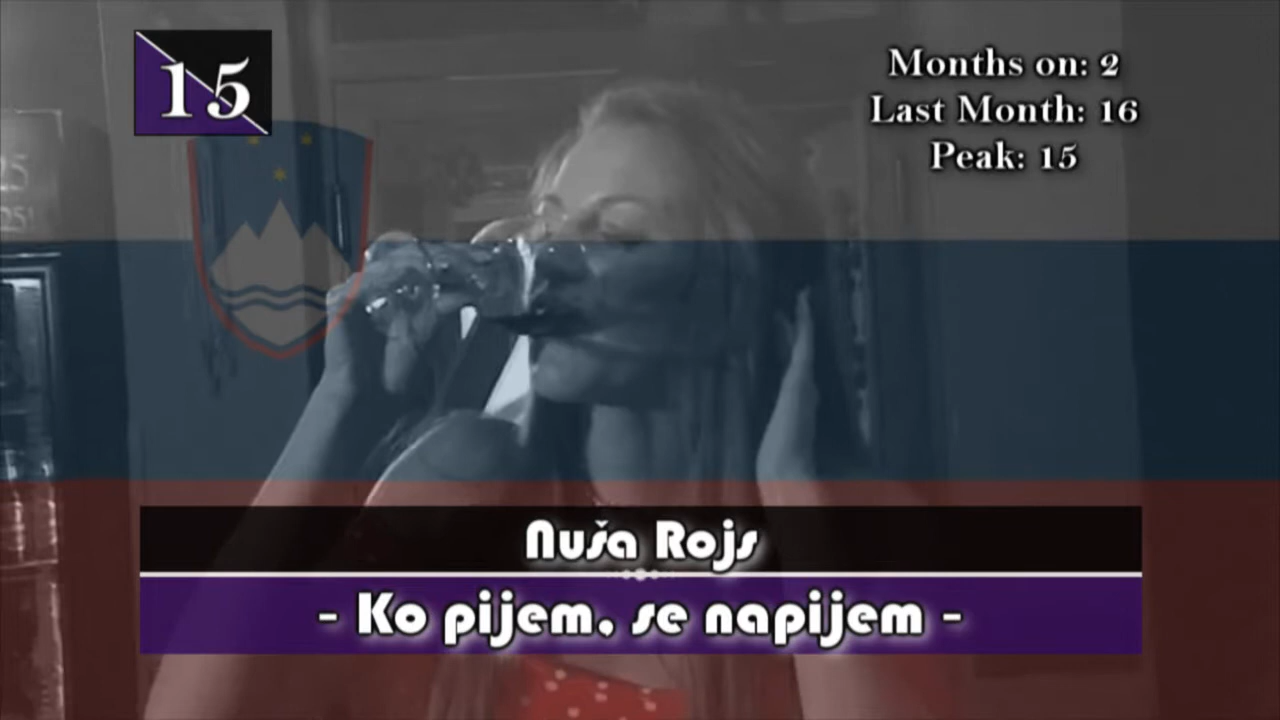 15
Months on: 2
Last Month: 16
Peak: 15
Nuša Rojs
- Ko pijem, se napijem -